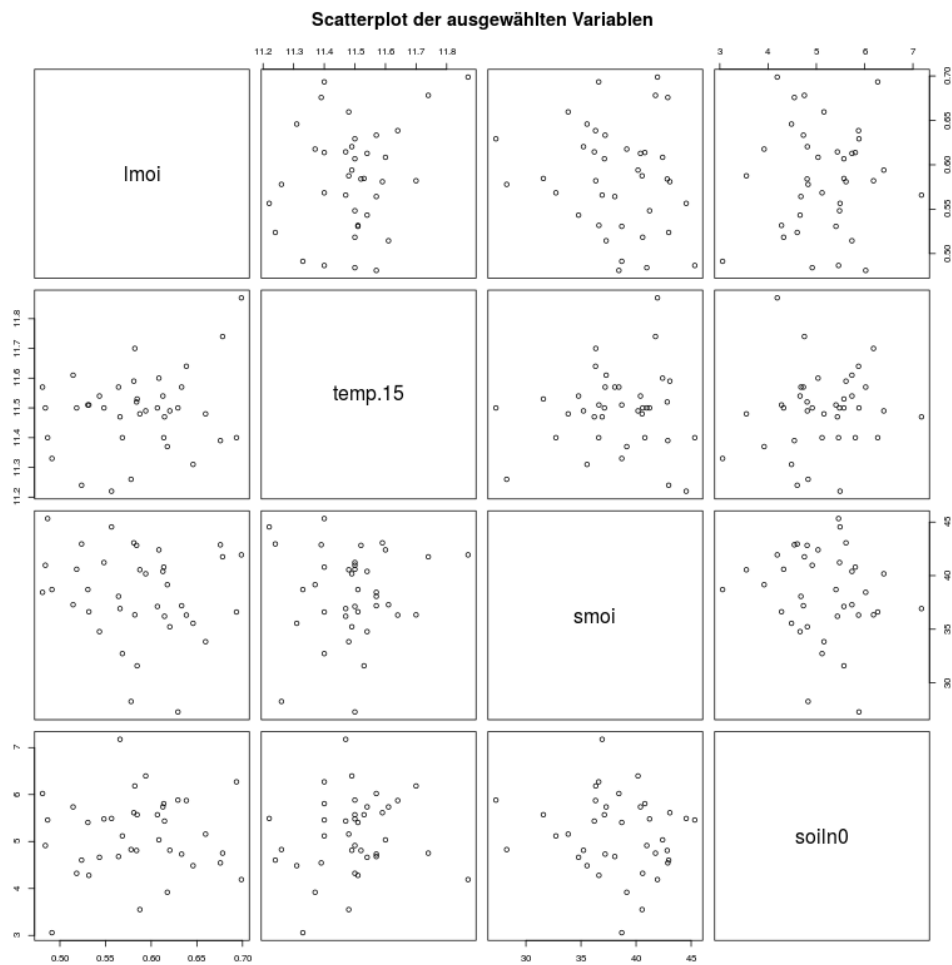 Scatterplot der ausgewählten Variablen
11.2 11.3 11.4 11.5 11.6 11.7 11.8
3 4 5 6 7
lmoi
0.50 0.55 0.60 0.65 0.70
11.2 11.3 11.4 11.5 11.6 11.7 11.8
temp.15
smoi
30 35 40 45
3 4 5 6 7
soiln0
0.50 0.55 0.60 0.65 0.70
30 35 40 45